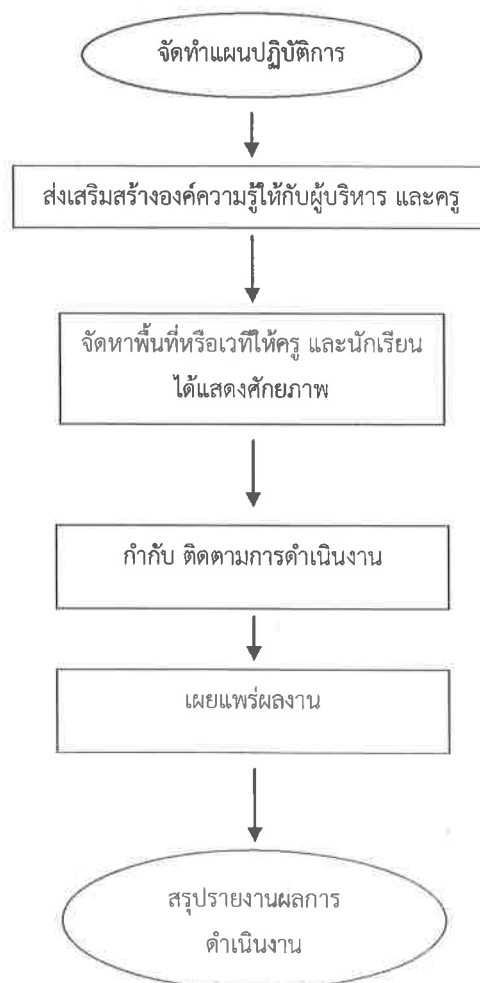 จัดทำแผนปฏิบัติการ
ส่งเสริมสร้างองค์ความรู้ให้กับผู้บริหาร และครู
จัดหาพื้นที่หรือเวทีให้ครู และนักเรียน
ได้แสดงศักยภาพ
กำกับ ติดตามการดำเนินงาน
เผยแพร่ผลงาน
สรุปรายงานผลการ
ดำเนินงาน